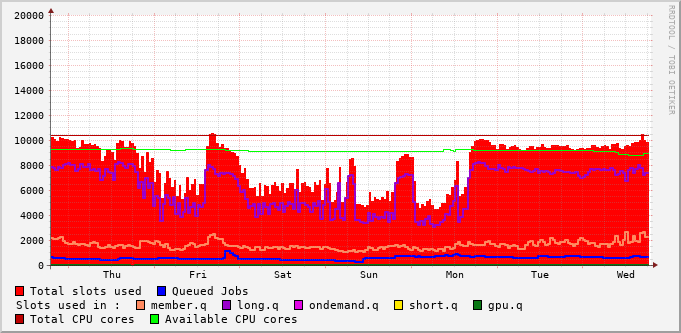 20000
18000
16000
14000
12000
10000
8000
6000
4000
2000
0
Thu Fri Sat Sun Mon Tue Wed
RRDTOOL / TOBI OETIKER
Total slots used Queued Jobs
Slots used in : member.q long.q ondemand.q short.q gpu.q
Total CPU cores Available CPU cores